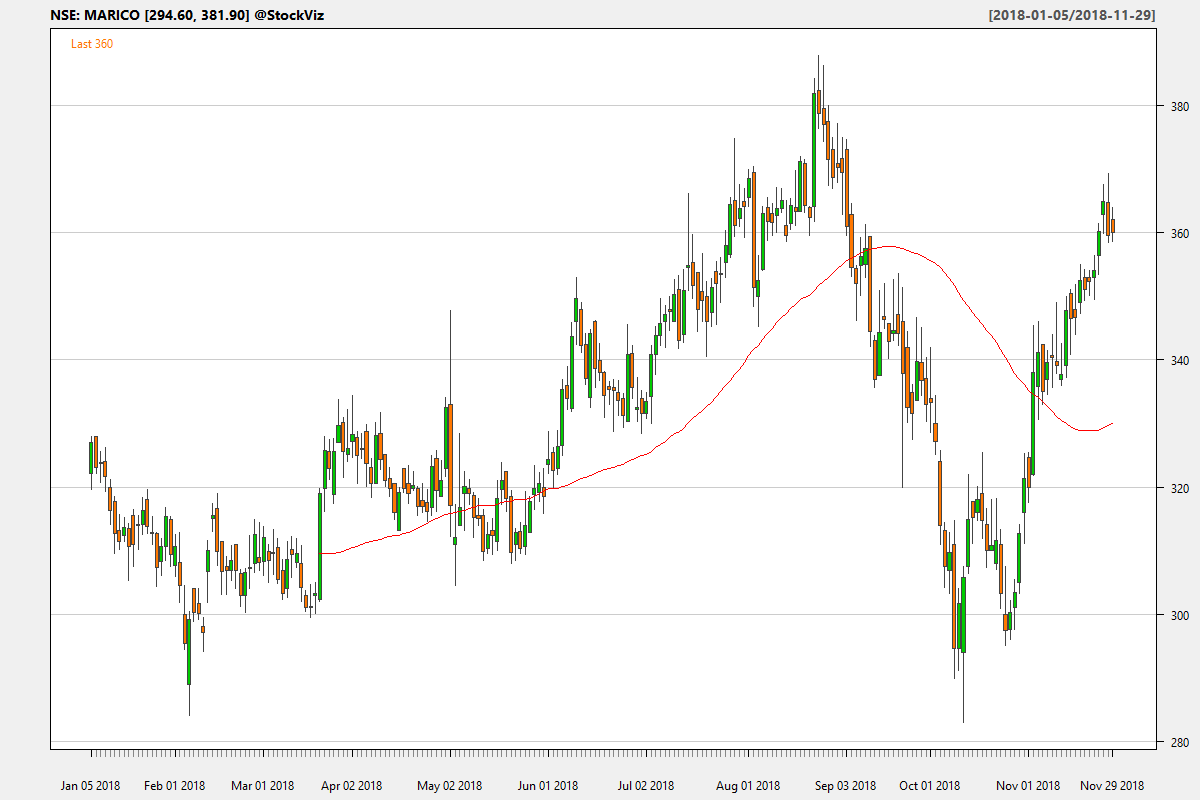 NSE: MARICO [294.60, 381.90] @StockViz
[2018-01-05/2018-11-29]
Last 360
380
360
340
320
300
280
Jan 05 2018
Feb 01 2018
Mar 01 2018
Apr 02 2018
May 02 2018
Jun 01 2018
Jul 02 2018
Aug 01 2018
Sep 03 2018
Oct 01 2018
Nov 01 2018
Nov 29 2018